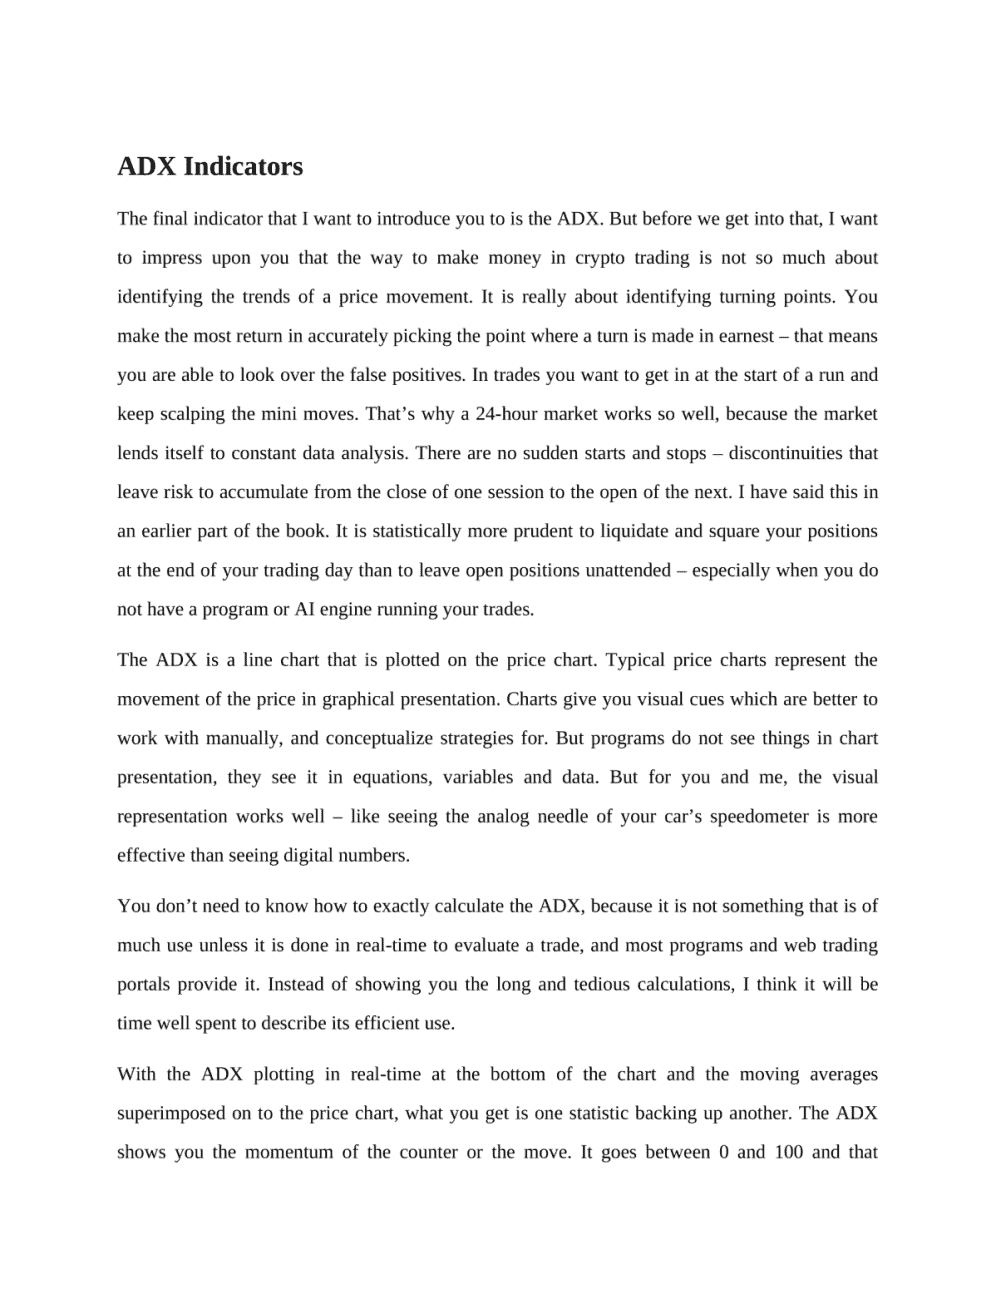 ADX Indicators
The final indicator that I want to introduce you to is the ADX. But before we get into that, I want
to impress upon you that the way to make money in crypto trading is not so much about
identifying the trends of a price movement. It is really about identifying turning points. You
make the most return in accurately picking the point where a turn is made in earnest – that means
you are able to look over the false positives. In trades you want to get in at the start of a run and
keep scalping the mini moves. That’s why a 24-hour market works so well, because the market
lends itself to constant data analysis. There are no sudden starts and stops – discontinuities that
leave risk to accumulate from the close of one session to the open of the next. I have said this in
an earlier part of the book. It is statistically more prudent to liquidate and square your positions
at the end of your trading day than to leave open positions unattended – especially when you do
not have a program or AI engine running your trades.
The ADX is a line chart that is plotted on the price chart. Typical price charts represent the
movement of the price in graphical presentation. Charts give you visual cues which are better to
work with manually, and conceptualize strategies for. But programs do not see things in chart
presentation, they see it in equations, variables and data. But for you and me, the visual
representation works well – like seeing the analog needle of your car’s speedometer is more
effective than seeing digital numbers.
You don’t need to know how to exactly calculate the ADX, because it is not something that is of
much use unless it is done in real-time to evaluate a trade, and most programs and web trading
portals provide it. Instead of showing you the long and tedious calculations, I think it will be
time well spent to describe its efficient use.
With the ADX plotting in real-time at the bottom of the chart and the moving averages
superimposed on to the price chart, what you get is one statistic backing up another. The ADX
shows you the momentum of the counter or the move. It goes between 0 and 100 and that